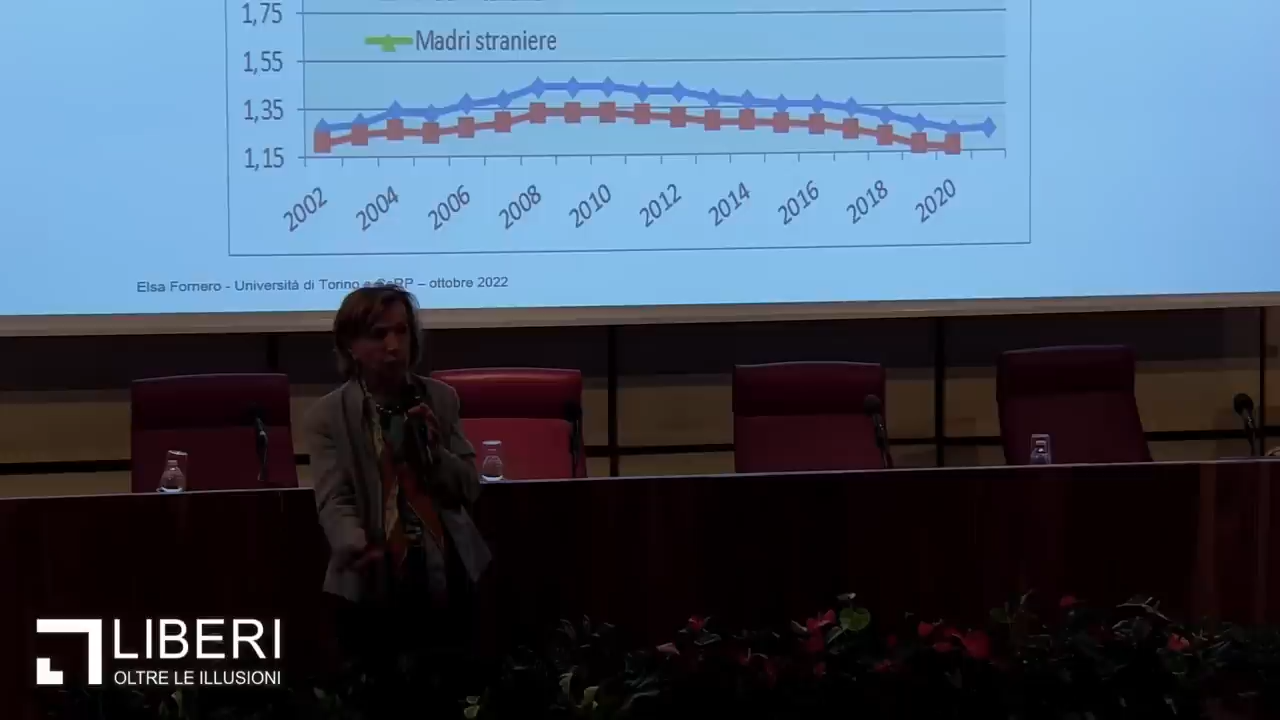 1,75
Madri straniere
1,55
1,35
1,15
2002 2004 2006 2008 2010 2012 2014 2016 2018 2020
Elsa Fornero - Università di Torino e CeRP – ottobre 2022
LIBERI
OLTRE LE ILLUSIONI